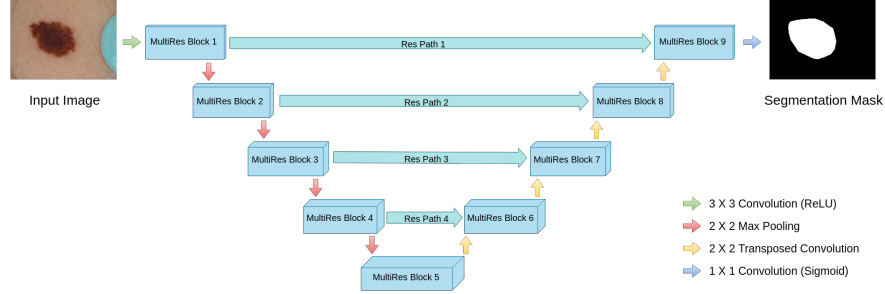 MultiRes Block 1
Res Path 1
MultiRes Block 9
Input Image
Segmentation Mask
MultiRes Block 2
Res Path 2
MultiRes Block 8
MultiRes Block 3
Res Path 3
MultiRes Block 7
MultiRes Block 4
Res Path 4
MultiRes Block 6
MultiRes Block 5
3 X 3 Convolution (ReLU)
2 X 2 Max Pooling
2 X 2 Transposed Convolution
1 X 1 Convolution (Sigmoid)